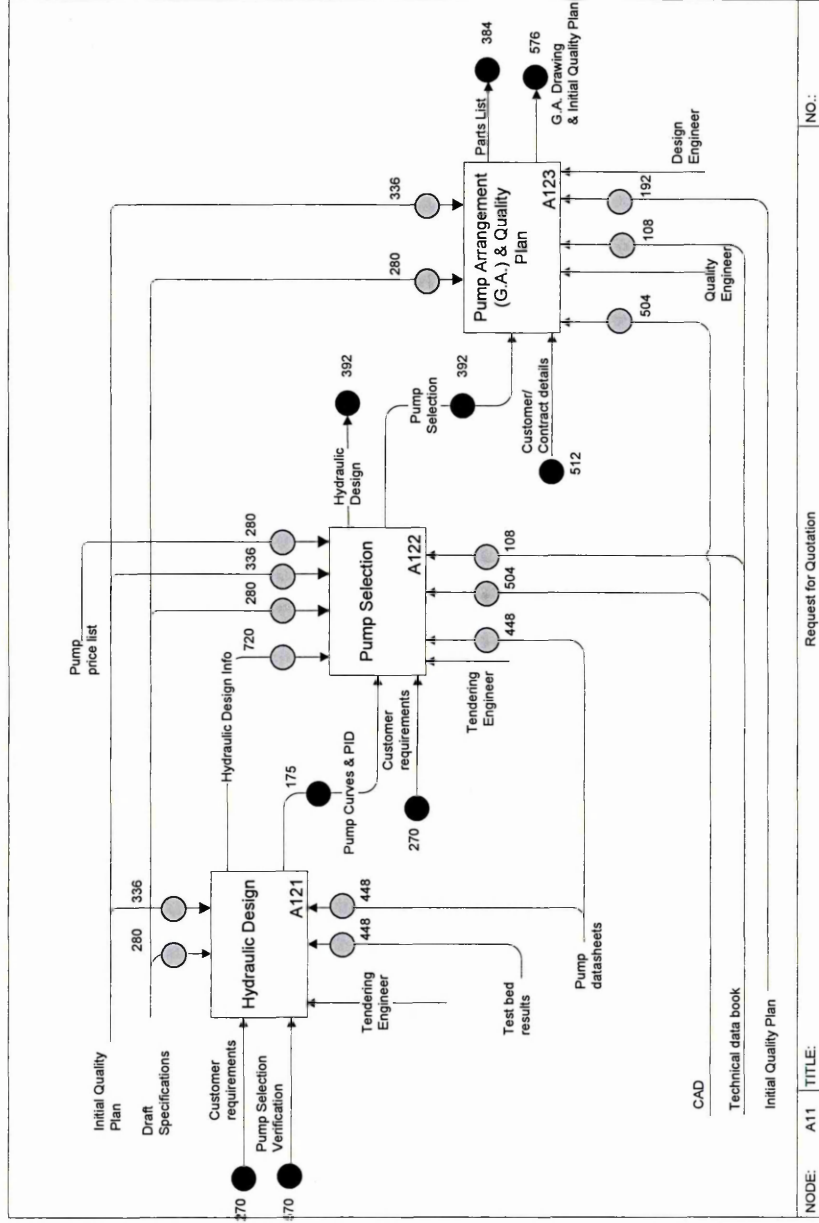 Initial Quality
Plan
Draft
Specifications
Customer
requirements
270
Pump Selection
Verification
570
280
336
Hydraulic Design
A121
Tendering
Engineer
448
448
Test bed
results
Pump
datasheets
Hydraulic Design Info
175
Pump Curves & PID
Customer
requirements
270
Pump
price list
720
280
336
280
Pump Selection
A122
Tendering
Engineer
448
504
108
Hydraulic
Design
392
Pump
Selection
392
Customer/
Contract details
512
280
336
Pump Arrangement
(G.A.) & Quality
Plan
A123
504
Quality
Engineer
108
192
Design
Engineer
Parts List
384
576
G.A. Drawing
& Initial Quality Plan
CAD
Technical data book
Initial Quality Plan
NODE: A11 TITLE: Request for Quotation NO.: